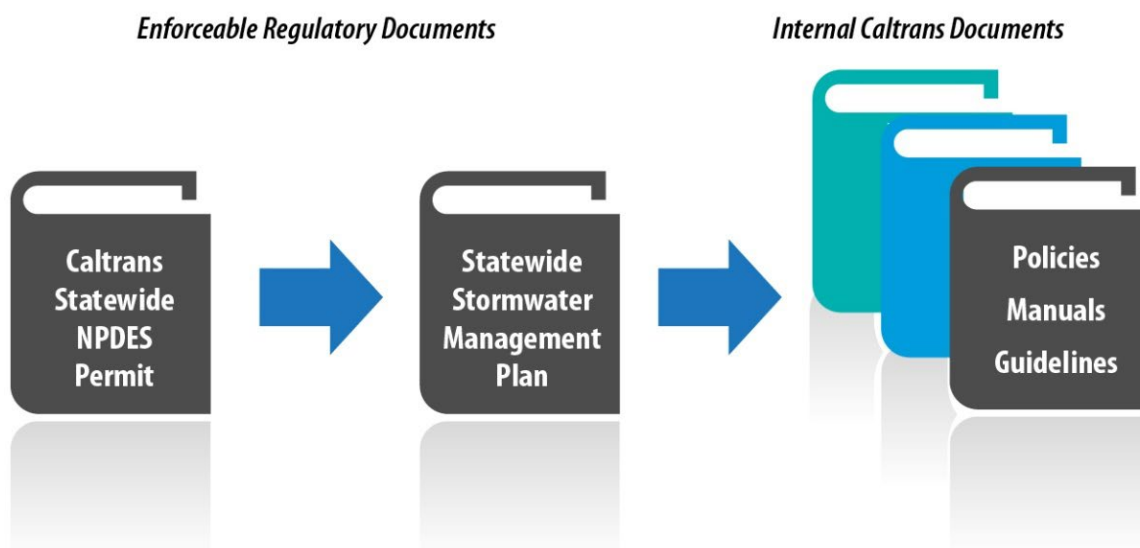 Enforceable Regulatory Documents
Internal Caltrans Documents
Caltrans
Statewide
NPDES
Permit
Statewide
Stormwater
Management
Plan
Policies
Manuals
Guidelines